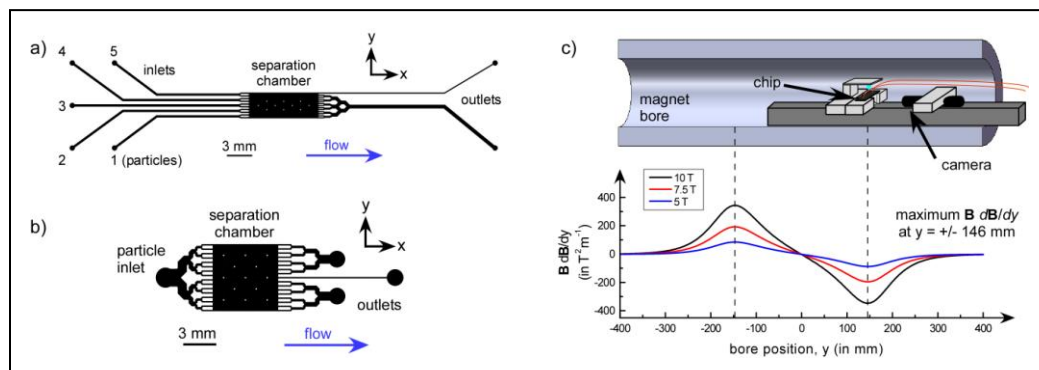 a)
4
5
inlets
separation
chamber
y
x
3
outlets
2
1 (particles)
3 mm
flow
b)
separation
chamber
particle
inlet
y
x
outlets
3 mm
flow
c)
chip
magnet
bore
camera
10 T
7.5 T
5 T
maximum B dB/dy
at y = +/- 146 mm
B dB/dy
(in T² m⁻¹)
400
200
0
-200
-400
-400 -300 -200 -100 0 100 200 300 400
bore position, y (in mm)